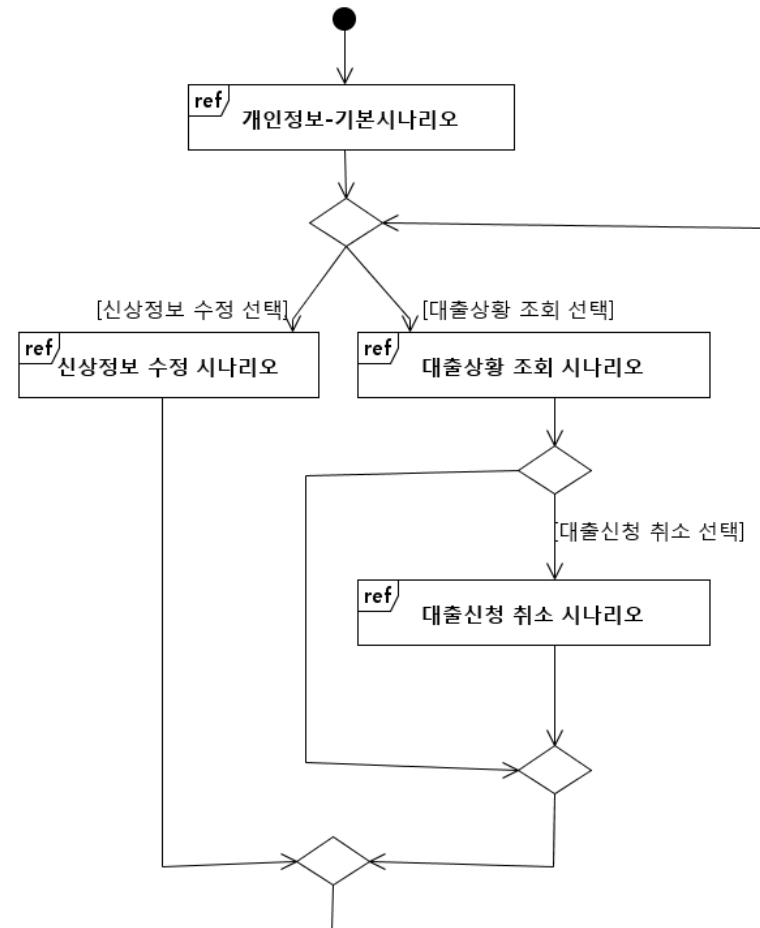 ref
개인정보-기본시나리오
[신상정보 수정 선택]
[대출상황 조회 선택]
ref
신상정보 수정 시나리오
ref
대출상황 조회 시나리오
[대출신청 취소 선택]
ref
대출신청 취소 시나리오